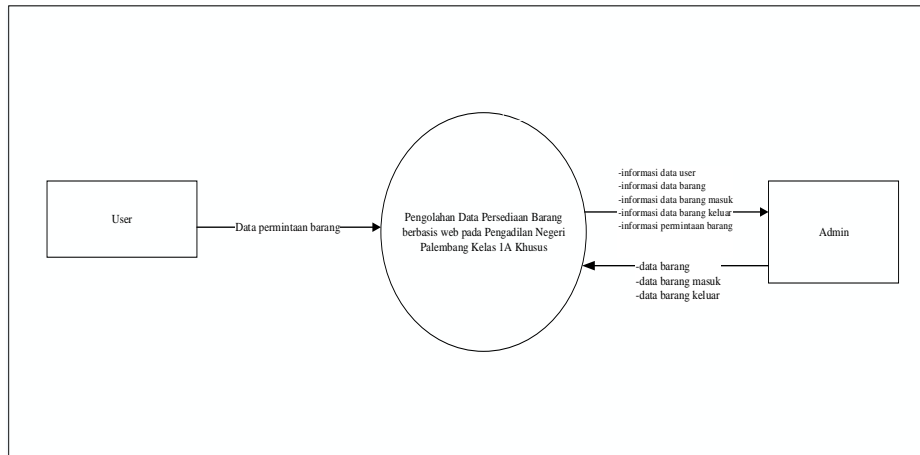 User
Data permintaan barang
Pengolahan Data Persediaan Barang
berbasis web pada Pengadilan Negeri
Palembang Kelas 1A Khusus
-informasi data user
-informasi data barang
-informasi data barang masuk
-informasi data barang keluar
-informasi permintaan barang
Admin
-data barang
-data barang masuk
-data barang keluar